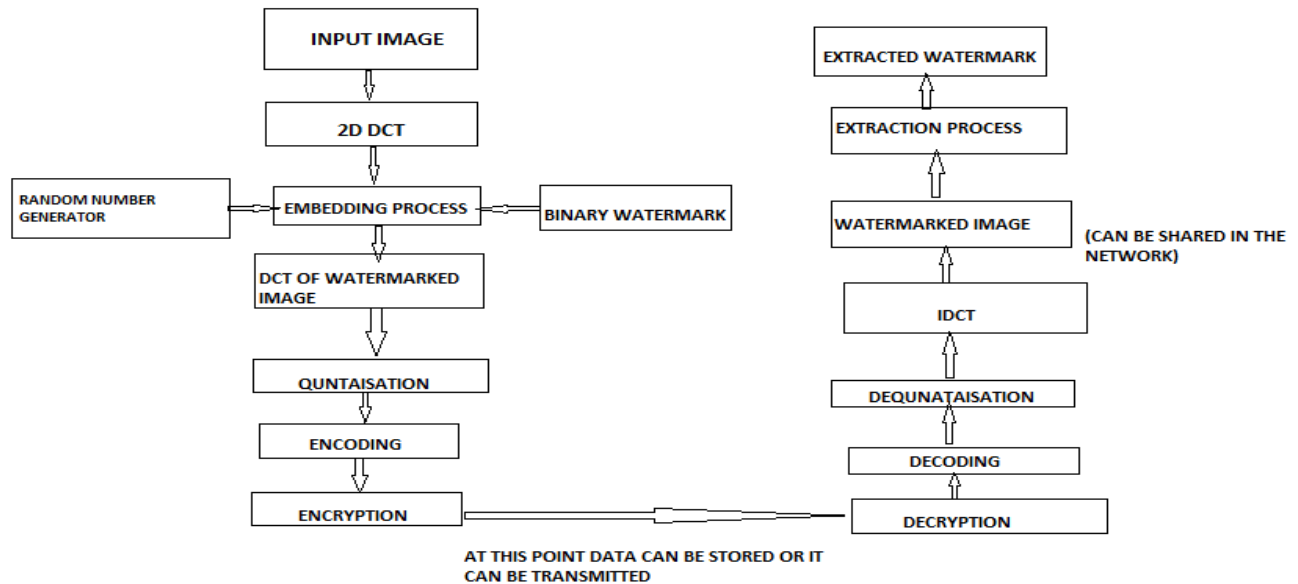 INPUT IMAGE
2D DCT
RANDOM NUMBER
GENERATOR
EMBEDDING PROCESS
BINARY WATERMARK
DCT OF WATERMARKED
IMAGE
QUNTAISATION
ENCODING
ENCRYPTION
AT THIS POINT DATA CAN BE STORED OR IT
CAN BE TRANSMITTED
EXTRACTED WATERMARK
EXTRACTION PROCESS
WATERMARKED IMAGE
(CAN BE SHARED IN THE
NETWORK)
IDCT
DEQUNATAISATION
DECODING
DECRYPTION